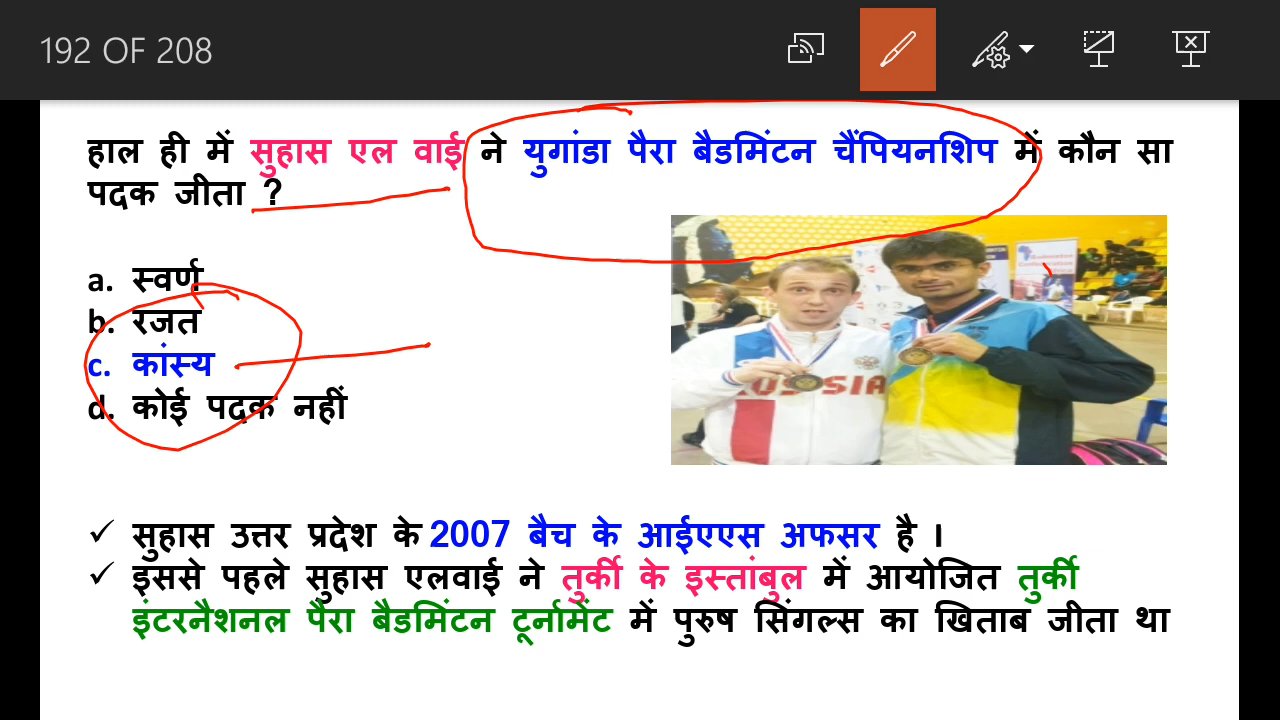 192 OF 208
हाल ही में सुहास एल वाई ने युगांडा पैरा बैडमिंटन चैंपियनशिप में कौन सा
पदक जीता ?
a. स्वर्ण
b. रजत
c. कांस्य
d. कोई पदक नहीं
RUSSIA
✓ सुहास उत्तर प्रदेश के 2007 बैच के आईएएस अफसर है ।
✓ इससे पहले सुहास एलवाई ने तुर्की के इस्तांबुल में आयोजित तुर्की
इंटरनैशनल पैरा बैडमिंटन टूर्नामेंट में पुरुष सिंगल्स का खिताब जीता था